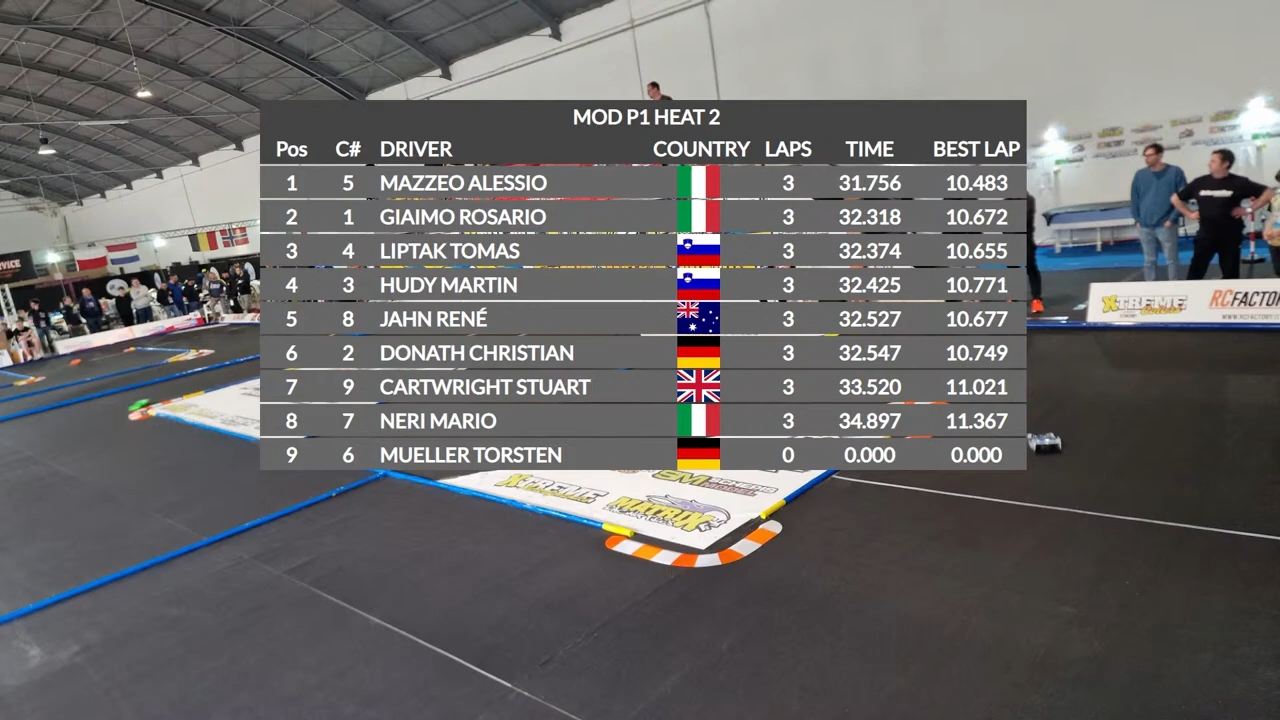 MOD P1 HEAT 2
Pos C# DRIVER COUNTRY LAPS TIME BEST LAP
1 5 MAZZEO ALESSIO 3 31.756 10.483
2 1 GIAIMO ROSARIO 3 32.318 10.672
3 4 LIPTAK TOMAS 3 32.374 10.655
4 3 HUDY MARTIN 3 32.425 10.771
5 8 JAHN RENÉ 3 32.527 10.677
6 2 DONATH CHRISTIAN 3 32.547 10.749
7 9 CARTWRIGHT STUART 3 33.520 11.021
8 7 NERI MARIO 3 34.897 11.367
9 6 MUELLER TORSTEN 0 0.000 0.000
XTREME
RCFACTORY
XTREME
MATRIX